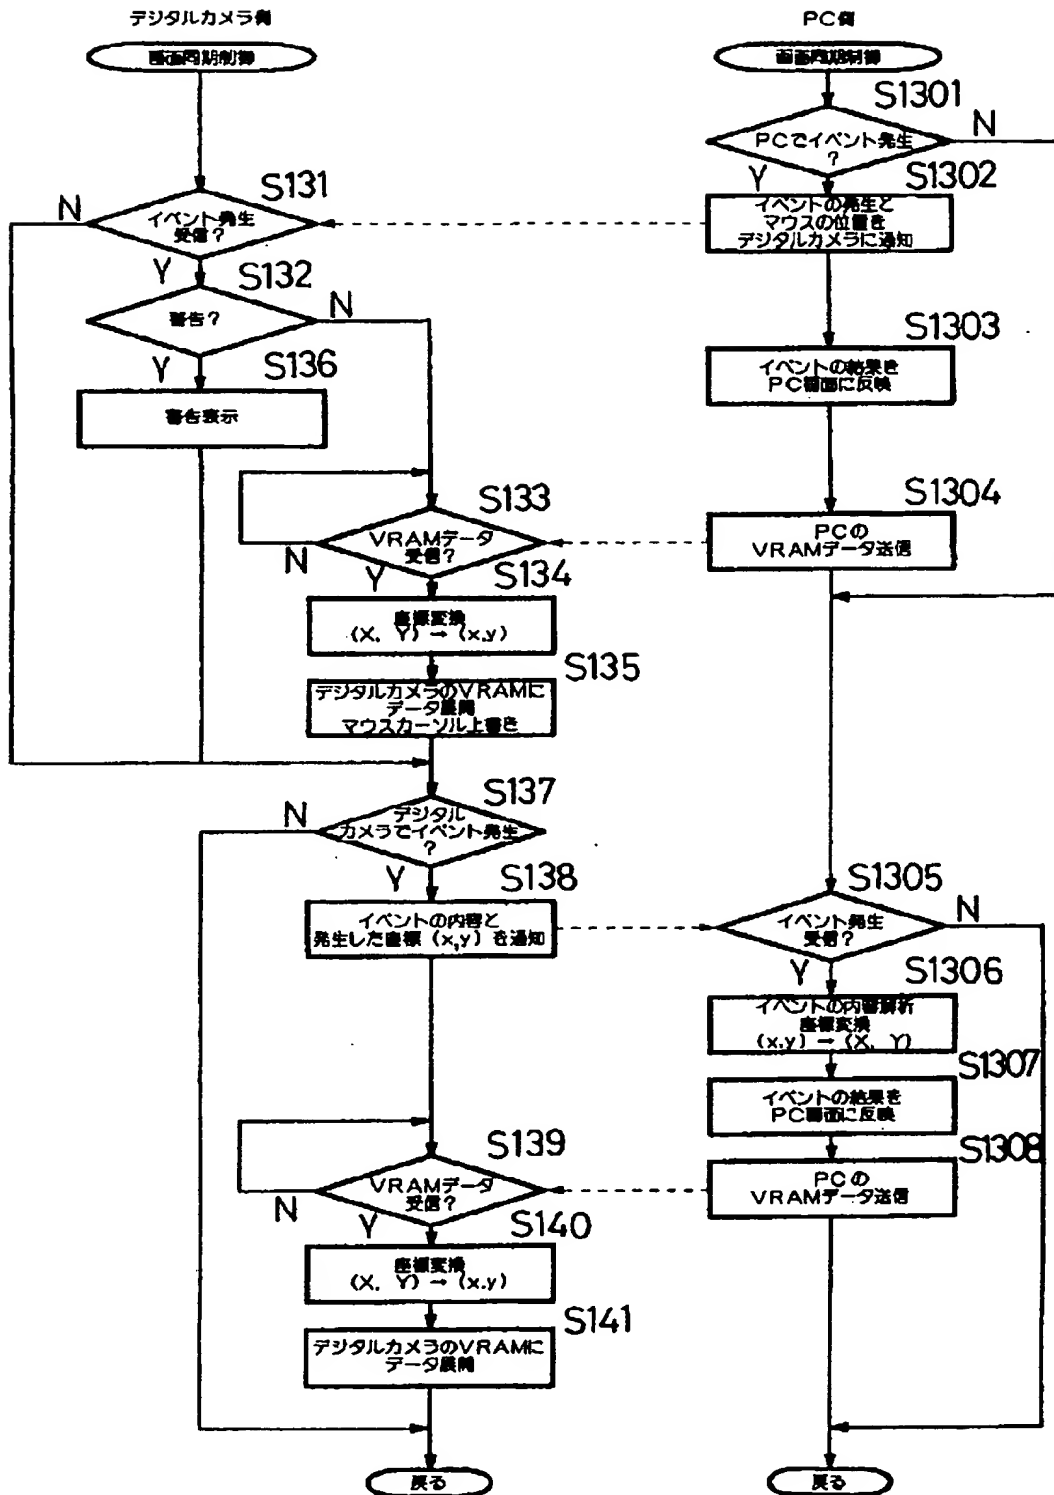 デジタルカメラ側
画面同期制御
S131
イベント発生
受信?
N
Y
S132
警告?
N
Y
S136
警告表示
S133
VRAMデータ
受信?
N
Y
S134
座標変換
(X, Y) → (x,y)
S135
デジタルカメラのVRAMに
データ展開
マウスカーソル上書き
S137
デジタル
カメラでイベント発生
?
N
Y
S138
イベントの内容と
発生した座標 (x,y) を通知
S139
VRAMデータ
受信?
N
Y
S140
座標変換
(X, Y) → (x,y)
S141
デジタルカメラのVRAMに
データ展開
戻る
PC側
画面同期制御
S1301
PCでイベント発生
?
N
Y
S1302
イベントの発生と
マウスの位置を
デジタルカメラに通知
S1303
イベントの結果を
PC画面に反映
S1304
PCの
VRAMデータ送信
S1305
イベント発生
受信?
N
Y
S1306
イベントの内容解析
座標変換
(x,y) → (X, Y)
S1307
イベントの結果を
PC画面に反映
S1308
PCの
VRAMデータ送信
戻る